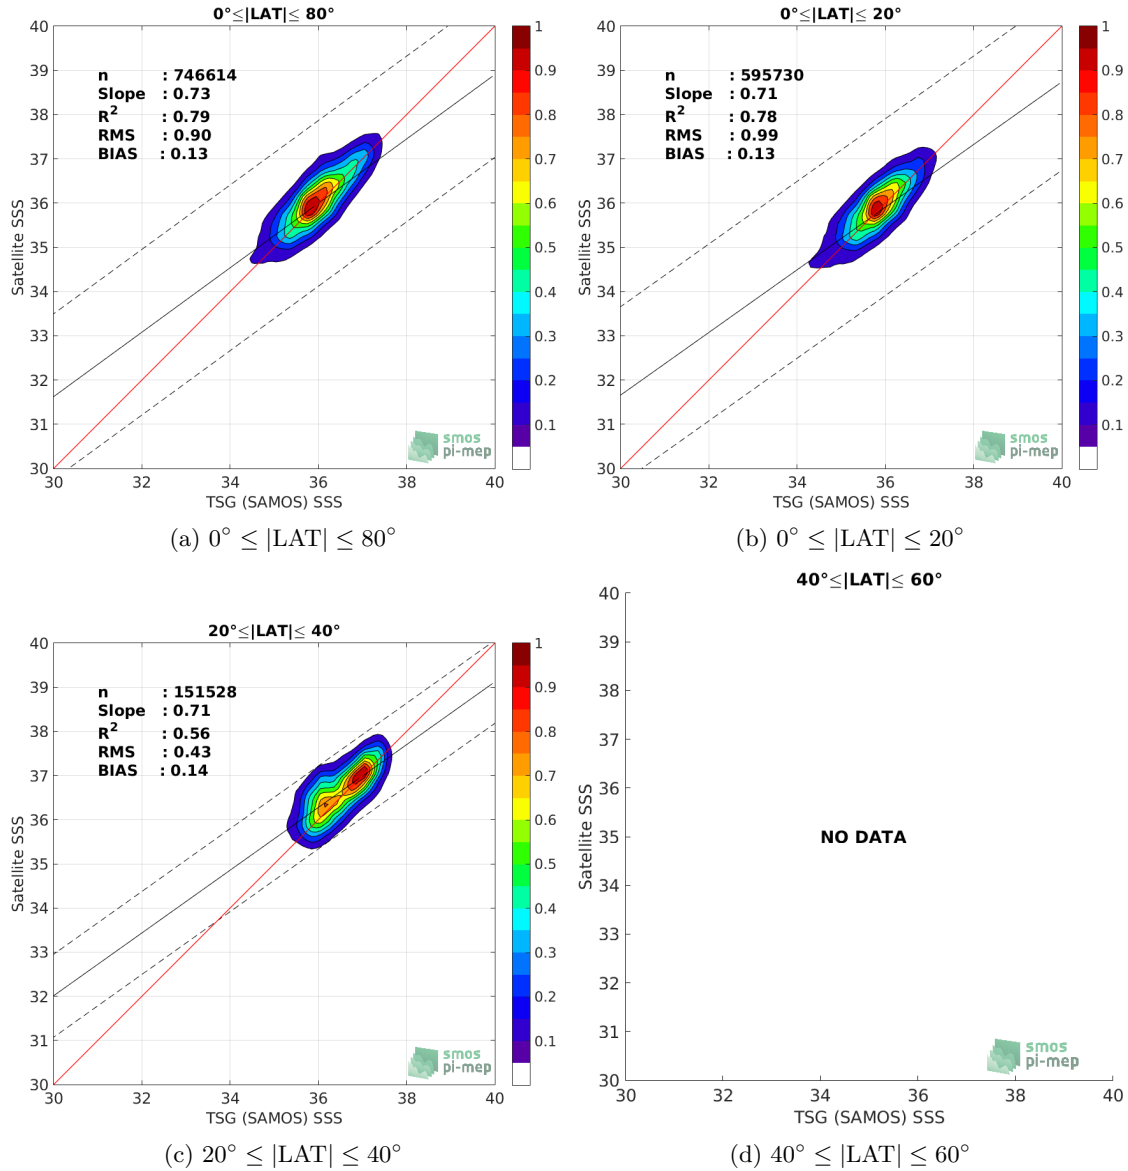 0°≤|LAT|≤ 80°
40
39
38
37
36
35
34
33
32
31
30
Satellite SSS
n : 746614
Slope : 0.73
R² : 0.79
RMS : 0.90
BIAS : 0.13
smos
pi-mep
30 32 34 36 38 40
TSG (SAMOS) SSS
1
0.9
0.8
0.7
0.6
0.5
0.4
0.3
0.2
0.1
(a) 0° ≤ |LAT| ≤ 80°
0°≤|LAT|≤ 20°
40
39
38
37
36
35
34
33
32
31
30
Satellite SSS
n : 595730
Slope : 0.71
R² : 0.78
RMS : 0.99
BIAS : 0.13
smos
pi-mep
30 32 34 36 38 40
TSG (SAMOS) SSS
1
0.9
0.8
0.7
0.6
0.5
0.4
0.3
0.2
0.1
(b) 0° ≤ |LAT| ≤ 20°
20°≤|LAT|≤ 40°
40
39
38
37
36
35
34
33
32
31
30
Satellite SSS
n : 151528
Slope : 0.71
R² : 0.56
RMS : 0.43
BIAS : 0.14
smos
pi-mep
30 32 34 36 38 40
TSG (SAMOS) SSS
1
0.9
0.8
0.7
0.6
0.5
0.4
0.3
0.2
0.1
(c) 20° ≤ |LAT| ≤ 40°
40°≤|LAT|≤ 60°
40
39
38
37
36
35
34
33
32
31
30
Satellite SSS
NO DATA
smos
pi-mep
30 32 34 36 38 40
TSG (SAMOS) SSS
(d) 40° ≤ |LAT| ≤ 60°